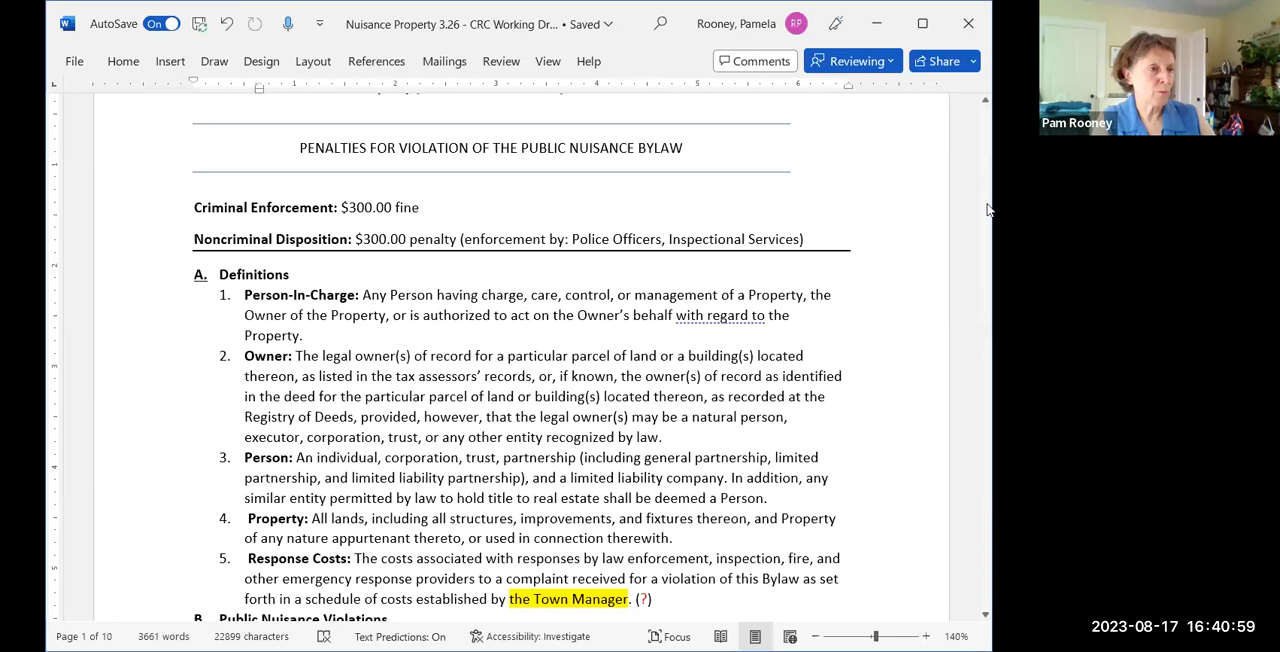 AutoSave On Nuisance Property 3.26 - CRC Working Dr... • Saved Rooney, Pamela RP
File Home Insert Draw Design Layout References Mailings Review View Help Comments Reviewing Share
Pam Rooney
PENALTIES FOR VIOLATION OF THE PUBLIC NUISANCE BYLAW
Criminal Enforcement: $300.00 fine
Noncriminal Disposition: $300.00 penalty (enforcement by: Police Officers, Inspectional Services)
A. Definitions
1. Person-In-Charge: Any Person having charge, care, control, or management of a Property, the
Owner of the Property, or is authorized to act on the Owner's behalf with regard to the
Property.
2. Owner: The legal owner(s) of record for a particular parcel of land or a building(s) located
thereon, as listed in the tax assessors' records, or, if known, the owner(s) of record as identified
in the deed for the particular parcel of land or building(s) located thereon, as recorded at the
Registry of Deeds, provided, however, that the legal owner(s) may be a natural person,
executor, corporation, trust, or any other entity recognized by law.
3. Person: An individual, corporation, trust, partnership (including general partnership, limited
partnership, and limited liability partnership), and a limited liability company. In addition, any
similar entity permitted by law to hold title to real estate shall be deemed a Person.
4. Property: All lands, including all structures, improvements, and fixtures thereon, and Property
of any nature appurtenant thereto, or used in connection therewith.
5. Response Costs: The costs associated with responses by law enforcement, inspection, fire, and
other emergency response providers to a complaint received for a violation of this Bylaw as set
forth in a schedule of costs established by the Town Manager. (?)
B. Public Nuisance Violations
Page 1 of 10 3661 words 22899 characters Text Predictions: On Accessibility: Investigate Focus 140%
2023-08-17 16:40:59